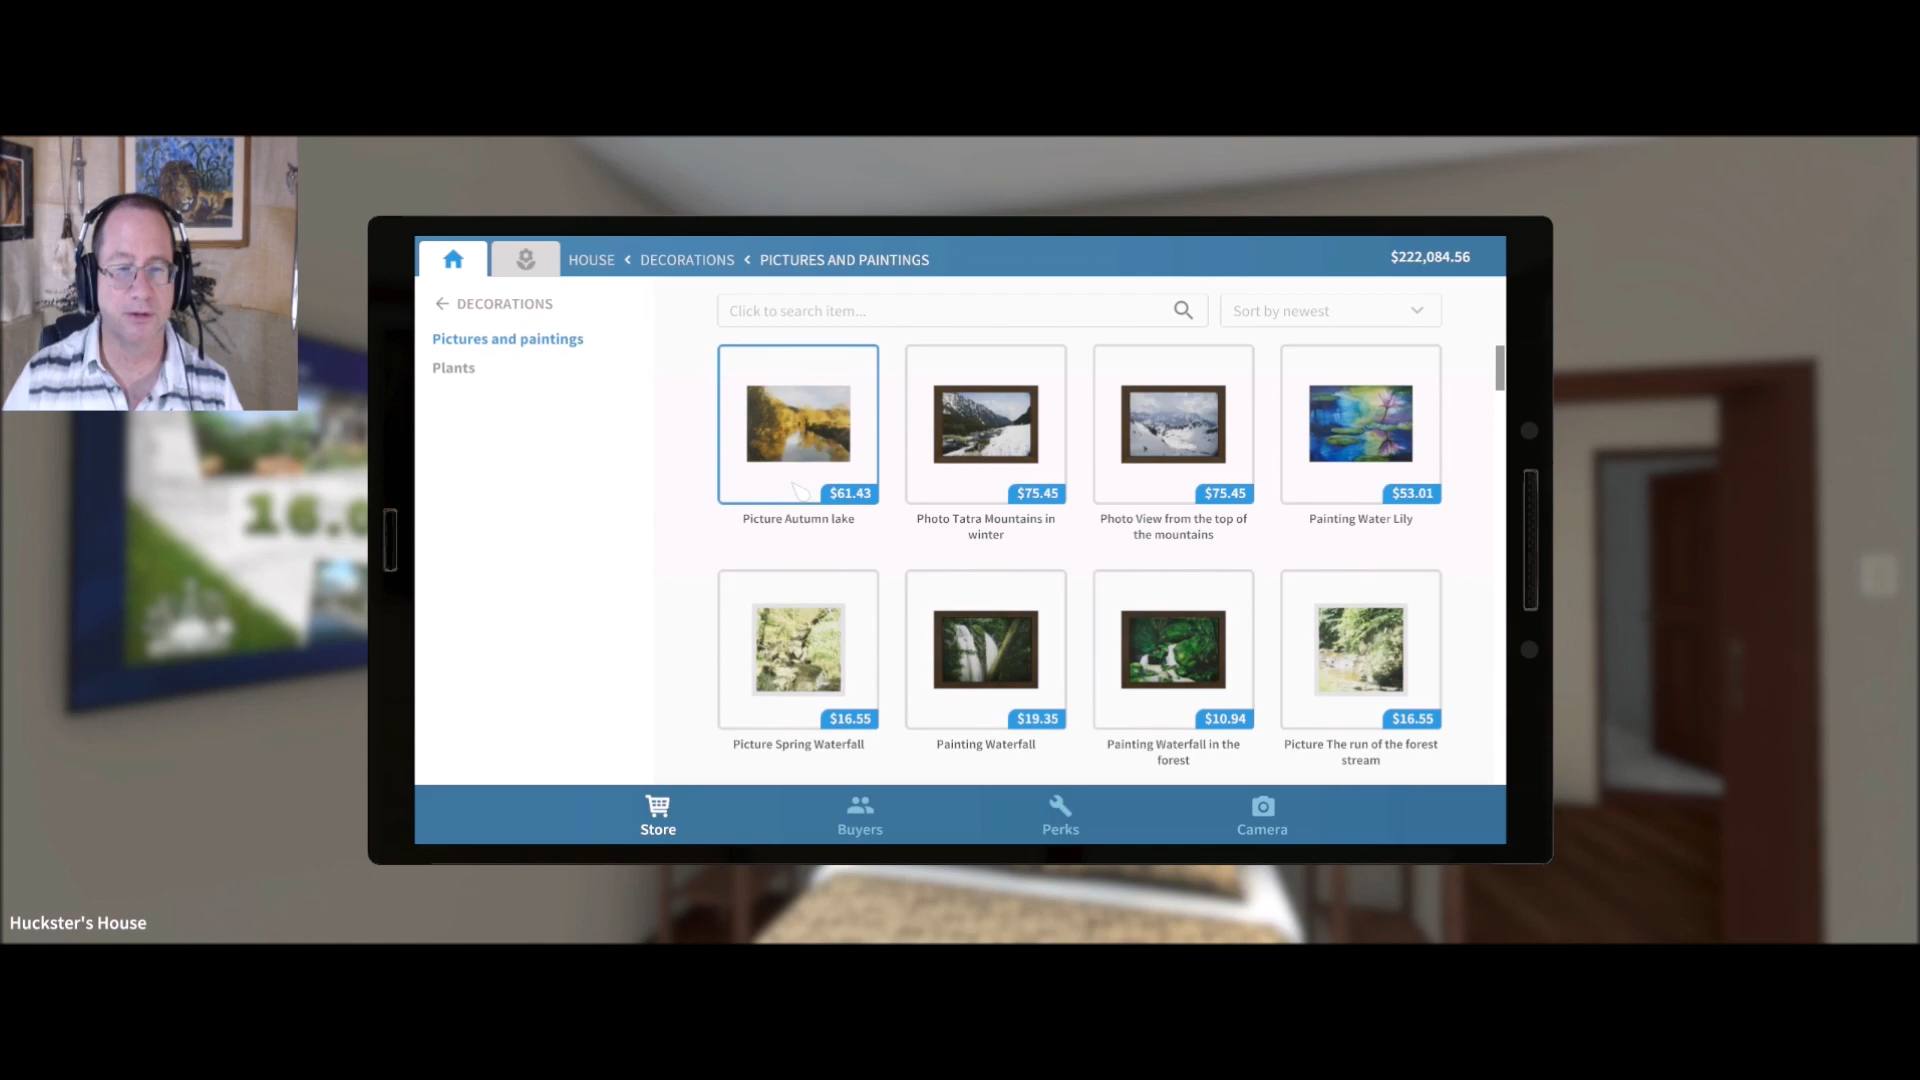 HOUSE < DECORATIONS < PICTURES AND PAINTINGS
$222,084.56
DECORATIONS
Pictures and paintings
Plants
Click to search item...
Sort by newest
$61.43
$75.45
$75.45
$53.01
Picture Autumn lake
Photo Tatra Mountains in
winter
Photo View from the top of
the mountains
Painting Water Lily
$16.55
$19.35
$10.94
$16.55
Picture Spring Waterfall
Painting Waterfall
Painting Waterfall in the
forest
Picture The run of the forest
stream
Store
Buyers
Perks
Camera
Huckster's House